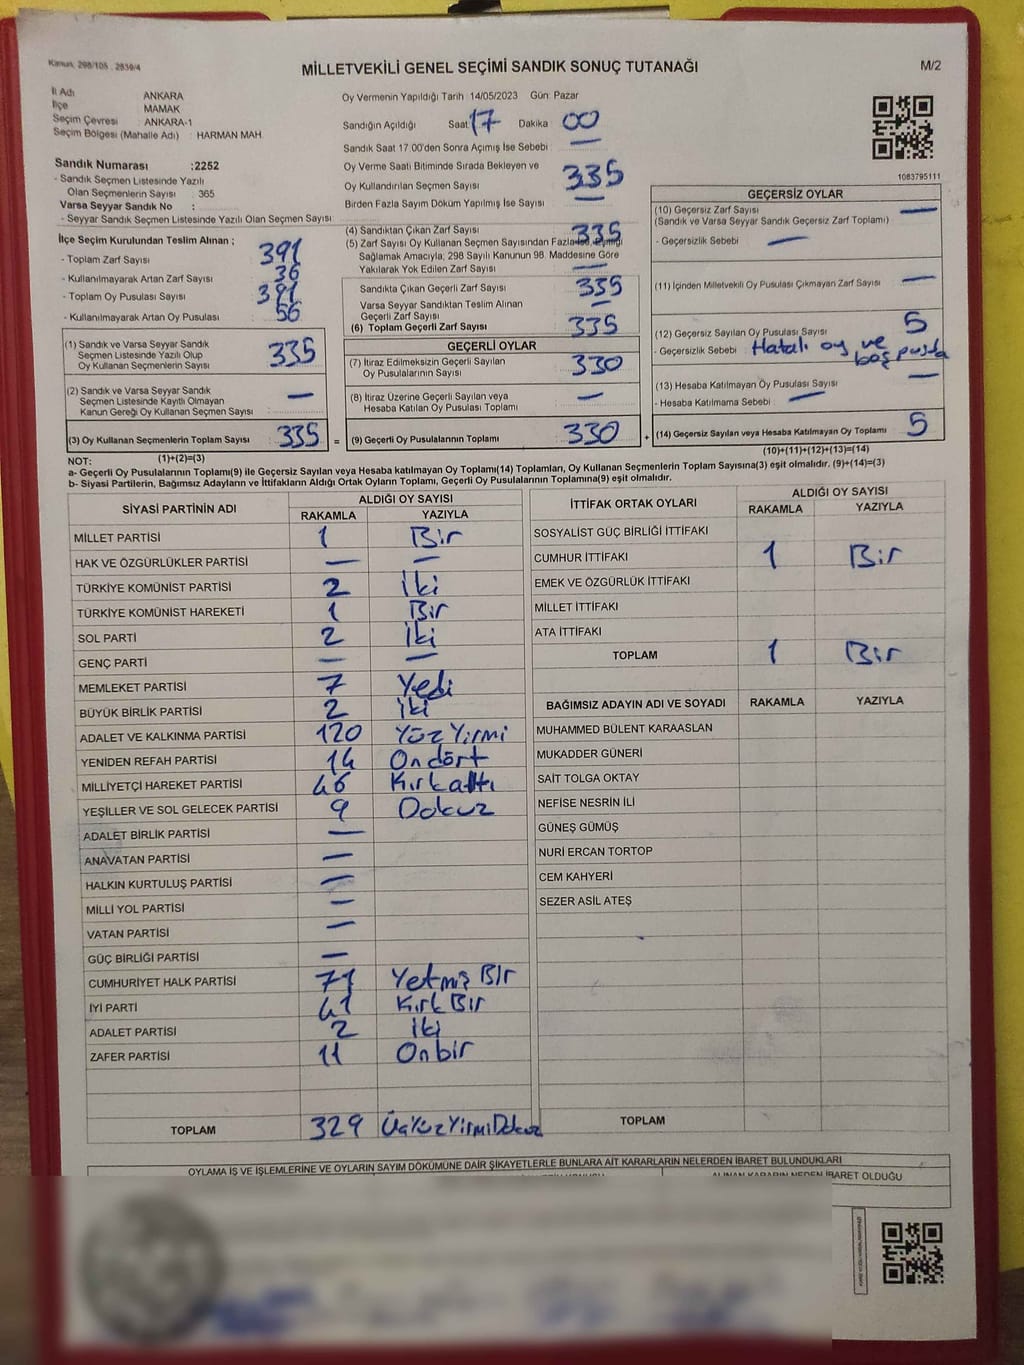 Kanun, 298/105 , 2839/4
MİLLETVEKİLİ GENEL SEÇİMİ SANDIK SONUÇ TUTANAĞI
M/2
İl Adı ANKARA
İlçe MAMAK
Seçim Çevresi : ANKARA-1
Seçim Bölgesi (Mahalle Adı) : HARMAN MAH.
Oy Vermenin Yapıldığı Tarih :14/05/2023 Gün: Pazar
Sandığın Açıldığı Saat 17 Dakika 00
Sandık Saat 17:00'den Sonra Açımış İse Sebebi : —
Sandık Numarası :2252
- Sandık Seçmen Listesinde Yazılı
Olan Seçmenlerin Sayısı : 365
Varsa Seyyar Sandık No :
- Seyyar Sandık Seçmen Listesinde Yazılı Olan Seçmen Sayısı :
Oy Verme Saati Bitiminde Sırada Bekleyen ve
Oy Kullandırılan Seçmen Sayısı : 335
Birden Fazla Sayım Döküm Yapılmış İse Sayısı : —
1083795111
İlçe Seçim Kurulundan Teslim Alınan ;
- Toplam Zarf Sayısı : 391
- Kullanılmayarak Artan Zarf Sayısı : 36
- Toplam Oy Pusulası Sayısı : 391
- Kullanılmayarak Artan Oy Pusulası : 56
(1) Sandık ve Varsa Seyyar Sandık
Seçmen Listesinde Yazılı Olup
Oy Kullanan Seçmenlerin Sayısı : 335
(2) Sandık ve Varsa Seyyar Sandık
Seçmen Listesinde Kayıtlı Olmayan
Kanun Gereği Oy Kullanan Seçmen Sayısı : —
(3) Oy Kullanan Seçmenlerin Toplam Sayısı : 335 =
(4) Sandıktan Çıkan Zarf Sayısı : 335
(5) Zarf Sayısı Oy Kullanan Seçmen Sayısından Fazla ise, Eşitliği
Sağlamak Amacıyla; 298 Sayılı Kanunun 98. Maddesine Göre
Yakılarak Yok Edilen Zarf Sayısı : —
Sandıkta Çıkan Geçerli Zarf Sayısı : 335
Varsa Seyyar Sandıktan Teslim Alınan
Geçerli Zarf Sayısı : —
(6) Toplam Geçerli Zarf Sayısı : 335
GEÇERLİ OYLAR
(7) İtiraz Edilmeksizin Geçerli Sayılan
Oy Pusulalarının Sayısı : 330
(8) İtiraz Üzerine Geçerli Sayılan veya
Hesaba Katılan Oy Pusulası Toplamı : —
(9) Geçerli Oy Pusulalarının Toplamı : 330 +
GEÇERSİZ OYLAR
(10) Geçersiz Zarf Sayısı : —
(Sandık ve Varsa Seyyar Sandık Geçersiz Zarf Toplamı)
- Geçersizlik Sebebi : —
(11) İçinden Milletvekili Oy Pusulası Çıkmayan Zarf Sayısı : —
(12) Geçersiz Sayılan Oy Pusulası Sayısı : 5
- Geçersizlik Sebebi : Hatalı oy ve
boş pusula
(13) Hesaba Katılmayan Oy Pusulası Sayısı : —
- Hesaba Katılmama Sebebi : —
(14) Geçersiz Sayılan veya Hesaba Katılmayan Oy Toplamı : 5
NOT: (1)+(2)=(3)
(10)+(11)+(12)+(13)=(14)
a- Geçerli Oy Pusulalarının Toplamı(9) ile Geçersiz Sayılan veya Hesaba katılmayan Oy Toplamı(14) Toplamları, Oy Kullanan Seçmenlerin Toplam Sayısına(3) eşit olmalıdır. (9)+(14)=(3)
b- Siyasi Partilerin, Bağımsız Adayların ve İttifakların Aldığı Ortak Oyların Toplamı, Geçerli Oy Pusulalarının Toplamına(9) eşit olmalıdır.
SİYASİ PARTİNİN ADI ALDIĞI OY SAYISI
RAKAMLA YAZIYLA
MİLLET PARTİSİ 1 Bir
HAK VE ÖZGÜRLÜKLER PARTİSİ — —
TÜRKİYE KOMÜNİST PARTİSİ 2 İki
TÜRKİYE KOMÜNİST HAREKETİ 1 Bir
SOL PARTİ 2 İki
GENÇ PARTİ — —
MEMLEKET PARTİSİ 7 Yedi
BÜYÜK BİRLİK PARTİSİ 2 İki
ADALET VE KALKINMA PARTİSİ 120 Yüz Yirmi
YENİDEN REFAH PARTİSİ 14 On dört
MİLLİYETÇİ HAREKET PARTİSİ 46 Kırk altı
YEŞİLLER VE SOL GELECEK PARTİSİ 9 Dokuz
ADALET BİRLİK PARTİSİ —
ANAVATAN PARTİSİ —
HALKIN KURTULUŞ PARTİSİ —
MİLLİ YOL PARTİSİ —
VATAN PARTİSİ —
GÜÇ BİRLİĞİ PARTİSİ —
CUMHURİYET HALK PARTİSİ 71 Yetmiş Bir
İYİ PARTİ 41 Kırk Bir
ADALET PARTİSİ 2 İki
ZAFER PARTİSİ 11 Onbir
TOPLAM 329 Üç Yüz Yirmi Dokuz
İTTİFAK ORTAK OYLARI ALDIĞI OY SAYISI
RAKAMLA YAZIYLA
SOSYALİST GÜÇ BİRLİĞİ İTTİFAKI
CUMHUR İTTİFAKI 1 Bir
EMEK VE ÖZGÜRLÜK İTTİFAKI
MİLLET İTTİFAKI
ATA İTTİFAKI
TOPLAM 1 Bir
BAĞIMSIZ ADAYIN ADI VE SOYADI RAKAMLA YAZIYLA
MUHAMMED BÜLENT KARAASLAN
MUKADDER GÜNERİ
SAİT TOLGA OKTAY
NEFİSE NESRİN İLİ
GÜNEŞ GÜMÜŞ
NURİ ERCAN TORTOP
CEM KAHYERİ
SEZER ASİL ATEŞ
TOPLAM
OYLAMA İŞ VE İŞLEMLERİNE VE OYLARIN SAYIM DÖKÜMÜNE DAİR ŞİKAYETLERLE BUNLARA AİT KARARLARIN NELERDEN İBARET BULUNDUKLARI
ALINAN KARARIN NEDEN İBARET OLDUĞU